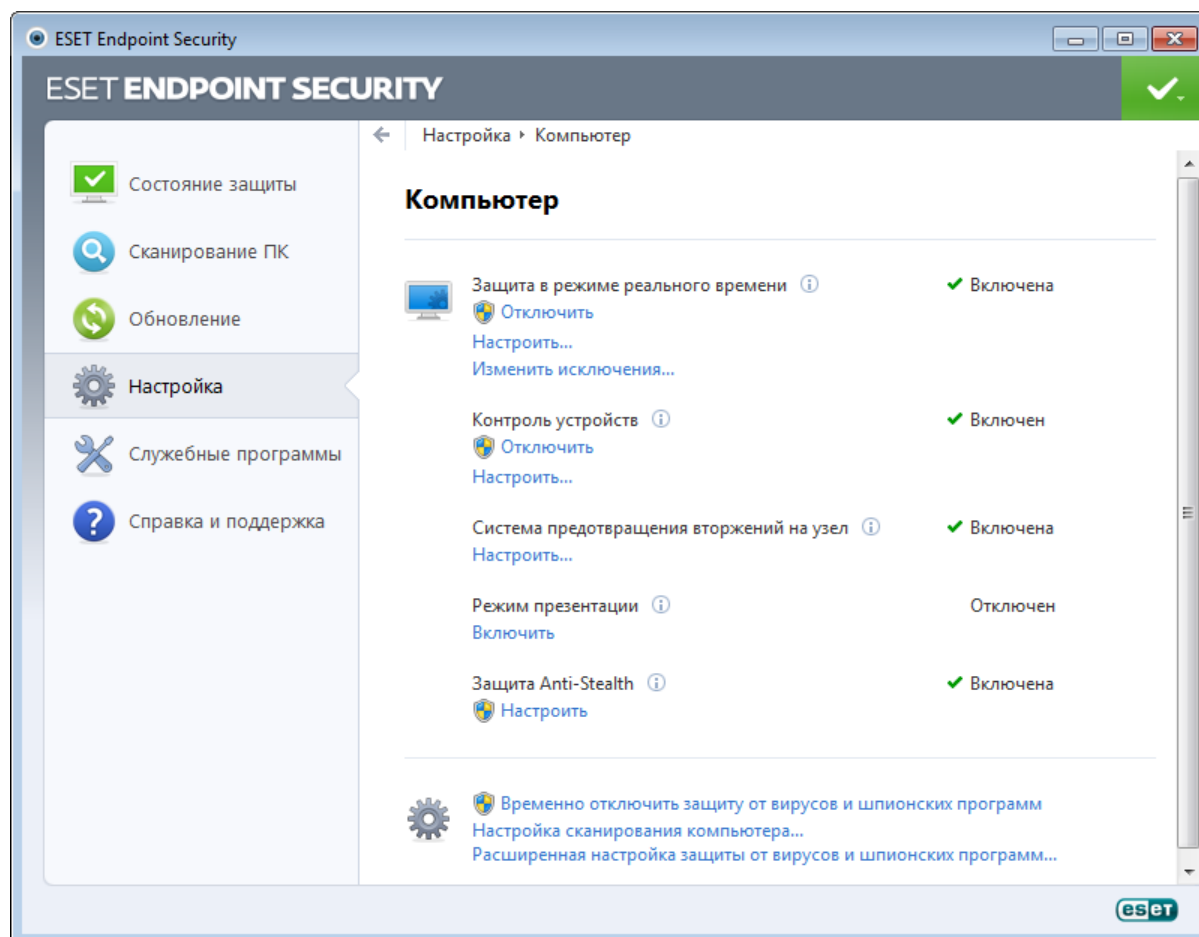 ESET Endpoint Security
ESET ENDPOINT SECURITY
Настройка Компьютер
Состояние защиты
Сканирование ПК
Обновление
Настройка
Служебные программы
Справка и поддержка
Компьютер
Защита в режиме реального времени Включена
Отключить
Настроить...
Изменить исключения...
Контроль устройств Включен
Отключить
Настроить...
Система предотвращения вторжений на узел Включена
Настроить...
Режим презентации Отключен
Включить
Защита Anti-Stealth Включена
Настроить
Временно отключить защиту от вирусов и шпионских программ
Настройка сканирования компьютера...
Расширенная настройка защиты от вирусов и шпионских программ...
eset